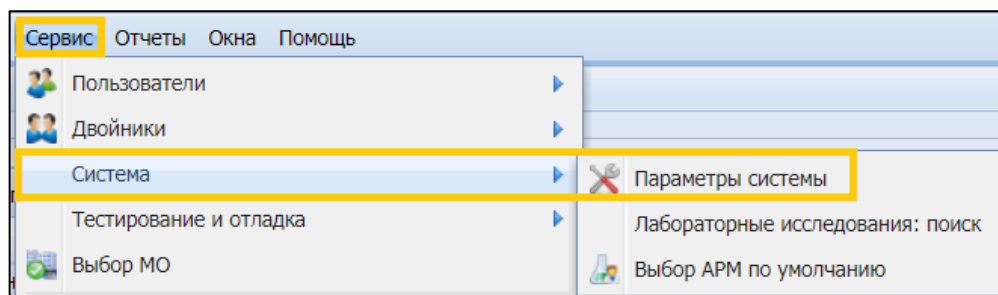 Сервис Отчеты Окна Помощь
Пользователи
Двойники
Система
Параметры системы
Тестирование и отладка
Лабораторные исследования: поиск
Выбор МО
Выбор АРМ по умолчанию